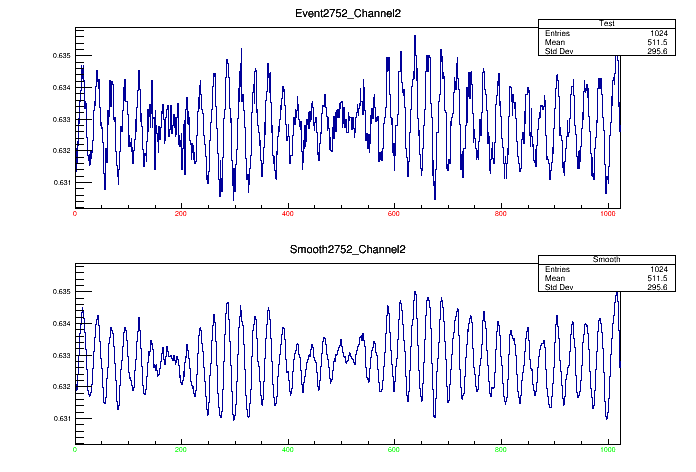 Event2752_Channel2
Test
Entries 1024
Mean 511.5
Std Dev 295.6
0.635
0.634
0.633
0.632
0.631
0 200 400 600 800 1000
Smooth2752_Channel2
Smooth
Entries 1024
Mean 511.5
Std Dev 295.6
0.635
0.634
0.633
0.632
0.631
0 200 400 600 800 1000